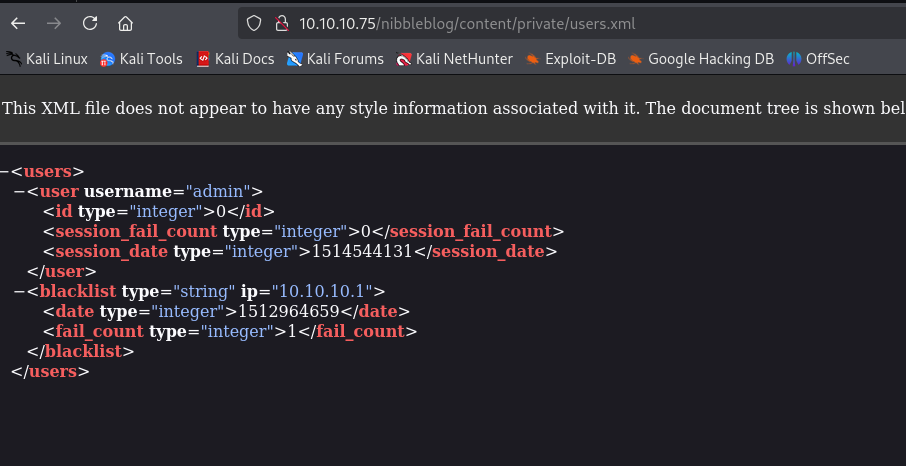 10.10.10.75/nibbleblog/content/private/users.xml
Kali Linux Kali Tools Kali Docs Kali Forums Kali NetHunter Exploit-DB Google Hacking DB OffSec
This XML file does not appear to have any style information associated with it. The document tree is shown bel
−<users>
−<user username="admin">
<id type="integer">0</id>
<session_fail_count type="integer">0</session_fail_count>
<session_date type="integer">1514544131</session_date>
</user>
−<blacklist type="string" ip="10.10.10.1">
<date type="integer">1512964659</date>
<fail_count type="integer">1</fail_count>
</blacklist>
</users>